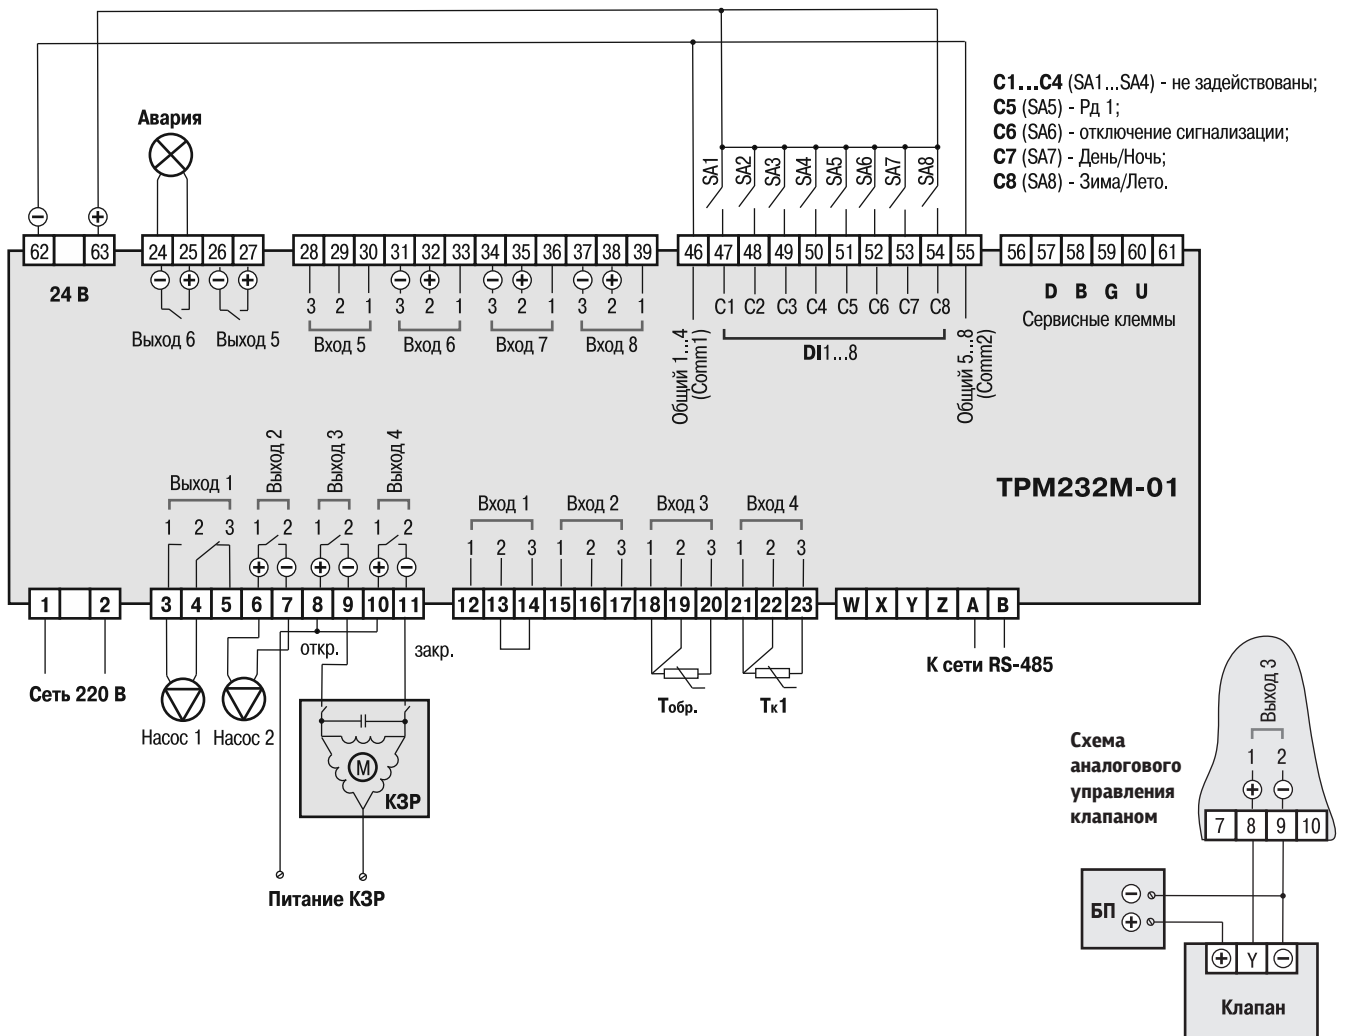 C1...C4 (SA1...SA4) - не задействованы;
C5 (SA5) - Рд 1;
C6 (SA6) - отключение сигнализации;
C7 (SA7) - День/Ночь;
C8 (SA8) - Зима/Лето.
Авария
SA1 SA2 SA3 SA4 SA5 SA6 SA7 SA8
62 63 24 25 26 27 28 29 30 31 32 33 34 35 36 37 38 39 46 47 48 49 50 51 52 53 54 55 56 57 58 59 60 61
24 В
3 2 1 3 2 1 3 2 1 3 2 1
C1 C2 C3 C4 C5 C6 C7 C8
D B G U
Сервисные клеммы
Выход 6 Выход 5
Вход 5 Вход 6 Вход 7 Вход 8
DI1...8
Общий 1...4
(Comm1)
Общий 5...8
(Comm2)
Выход 1
Выход 2
Выход 3
Выход 4
ТРМ232М-01
Вход 1 Вход 2 Вход 3 Вход 4
1 2 3 1 2 1 2 1 2
1 2 3 1 2 3 1 2 3 1 2 3
1 2 3 4 5 6 7 8 9 10 11 12 13 14 15 16 17 18 19 20 21 22 23 W X Y Z A B
откр.
закр.
Сеть 220 В
К сети RS-485
Тобр.
Тк1
Насос 1 Насос 2
М
КЗР
Питание КЗР
Схема
аналогового
управления
клапаном
Выход 3
1 2
7 8 9 10
БП
Y
Клапан